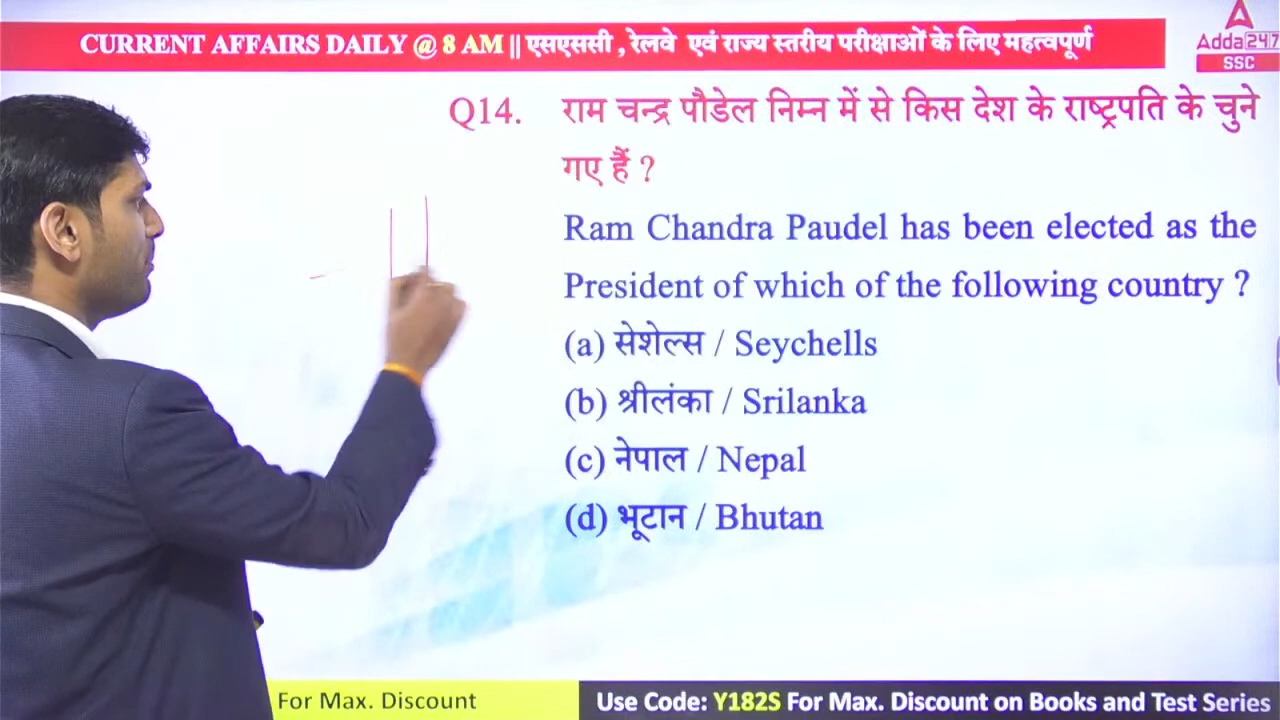 CURRENT AFFAIRS DAILY @ 8 AM || एसएससी , रेलवे एवं राज्य स्तरीय परीक्षाओं के लिए महत्वपूर्ण
Adda247
SSC
Q14. राम चन्द्र पौडेल निम्न में से किस देश के राष्ट्रपति के चुने
गए हैं ?
Ram Chandra Paudel has been elected as the
President of which of the following country ?
(a) सेशेल्स / Seychells
(b) श्रीलंका / Srilanka
(c) नेपाल / Nepal
(d) भूटान / Bhutan
For Max. Discount
Use Code: Y182S For Max. Discount on Books and Test Series